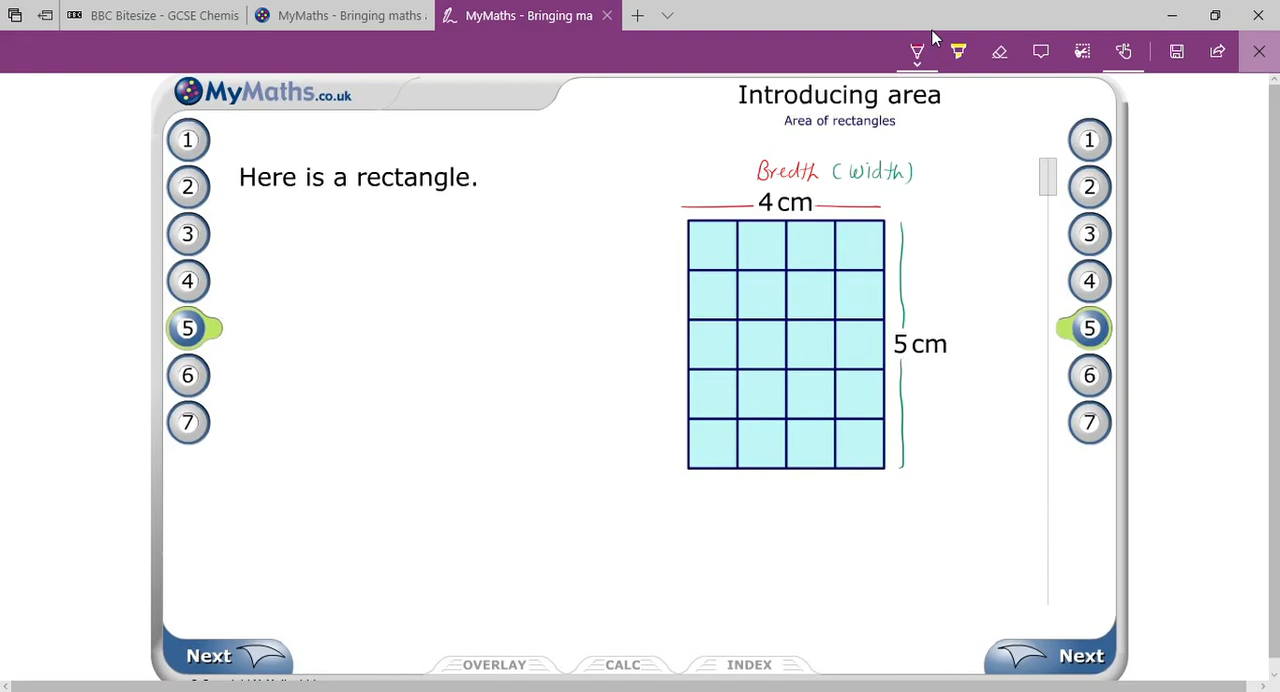 BBC BBC Bitesize - GCSE Chemis
MyMaths - Bringing maths a
MyMaths - Bringing ma
MyMaths.co.uk
Introducing area
Area of rectangles
1
2
3
4
5
6
7
Here is a rectangle.
Bredth (width)
4 cm
5 cm
1
2
3
4
5
6
7
Next
OVERLAY
CALC
INDEX
Next